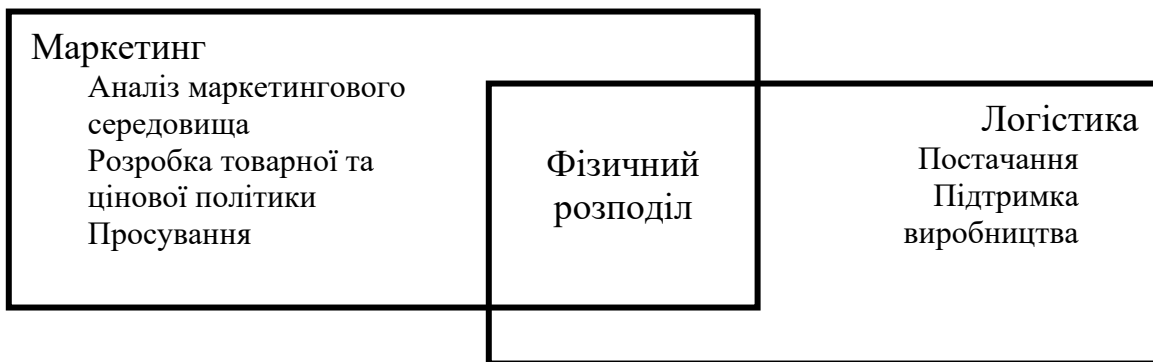 Маркетинг
Аналіз маркетингового
середовища
Розробка товарної та
цінової політики
Просування
Фізичний
розподіл
Логістика
Постачання
Підтримка
виробництва